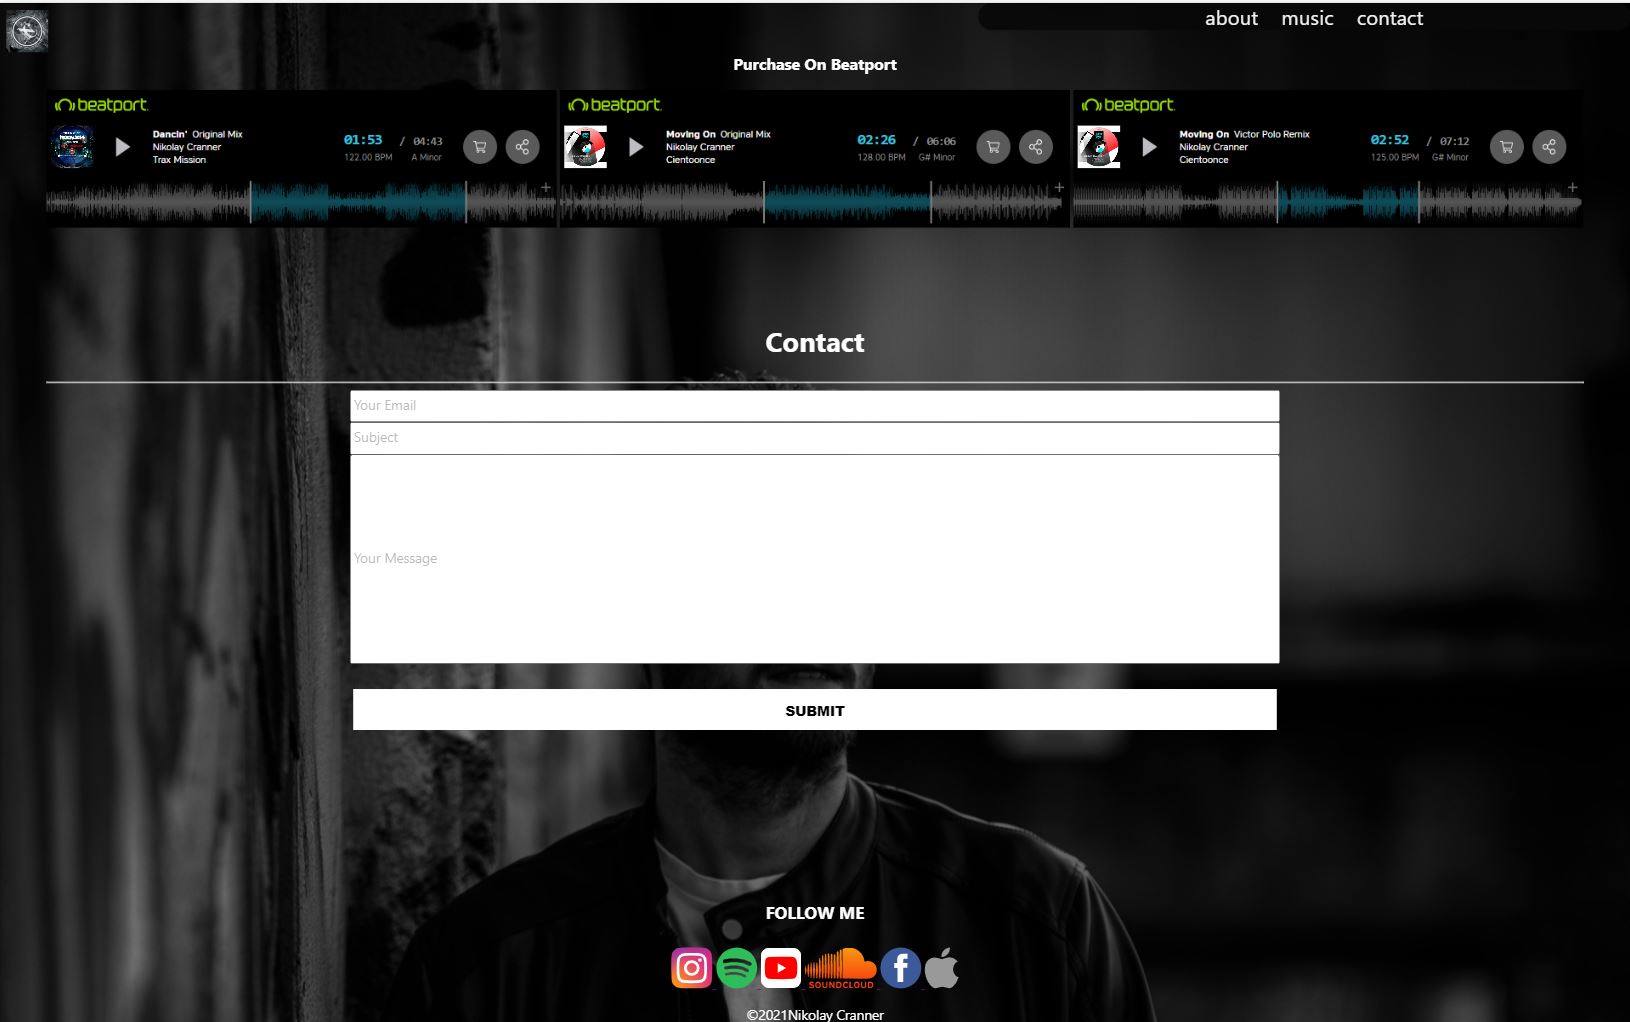 about music contact
Purchase On Beatport
beatport
Dancin' Original Mix
Nikolay Cranner
Trax Mission
01:53 / 04:43
122.00 BPM A Minor
beatport
Moving On Original Mix
Nikolay Cranner
Cientoonce
02:26 / 06:06
128.00 BPM G# Minor
beatport
Moving On Victor Polo Remix
Nikolay Cranner
Cientoonce
02:52 / 07:12
125.00 BPM G# Minor
Contact
Your Email
Subject
Your Message
SUBMIT
FOLLOW ME
SOUNDCLOUD
©2021Nikolay Cranner